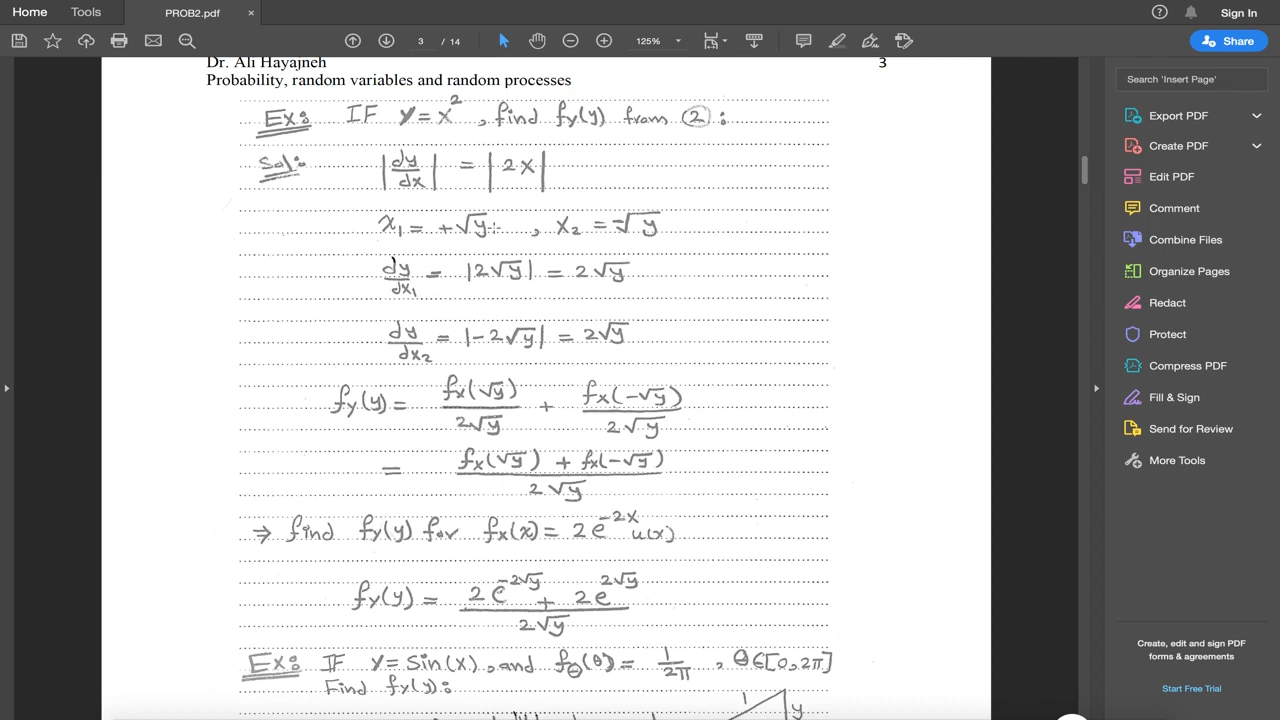 Home Tools PROB2.pdf × Sign In
3 / 14 125% Share
Dr. Ali Hayajneh 3
Probability, random variables and random processes
Ex: IF y = x², find fy(y) from ②:
Sol: |dy/dx| = |2x|
x₁ = +√y, x₂ = -√y
dy/dx₁ = |2√y| = 2√y
dy/dx₂ = |-2√y| = 2√y
fy(y) = fx(√y)/2√y + fx(-√y)/2√y
= (fx(√y) + fx(-√y))/2√y
⇒ find fy(y) for fx(x) = 2e^(-2x) u(x)
fy(y) = (2e^(-2√y) + 2e^(2√y))/2√y
Ex: IF y = Sin(x), and fΘ(θ) = 1/2π, θ∈[0,2π]
Find fy(y):
1 y
Search 'Insert Page'
Export PDF
Create PDF
Edit PDF
Comment
Combine Files
Organize Pages
Redact
Protect
Compress PDF
Fill & Sign
Send for Review
More Tools
Create, edit and sign PDF
forms & agreements
Start Free Trial